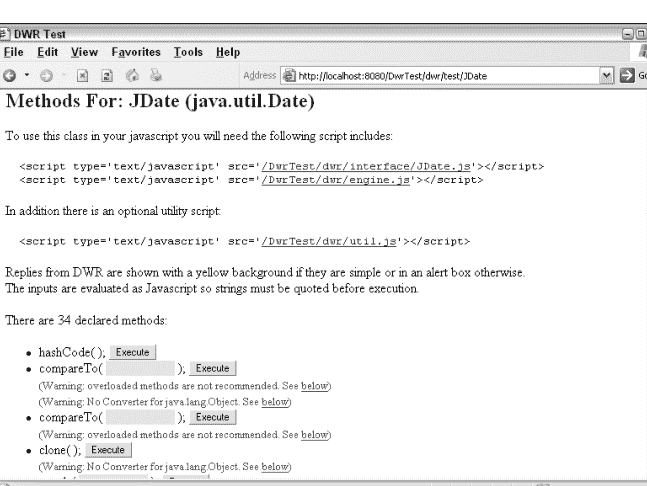 DWR Test
File Edit View Favorites Tools Help
Address http://localhost:8080/DwrTest/dwr/test/JDate Go
Methods For: JDate (java.util.Date)
To use this class in your javascript you will need the following script includes:
<script type='text/javascript' src='/DwrTest/dwr/interface/JDate.js'></script>
<script type='text/javascript' src='/DwrTest/dwr/engine.js'></script>
In addition there is an optional utility script:
<script type='text/javascript' src='/DwrTest/dwr/util.js'></script>
Replies from DWR are shown with a yellow background if they are simple or in an alert box otherwise.
The inputs are evaluated as Javascript so strings must be quoted before execution.
There are 34 declared methods:
• hashCode(); Execute
• compareTo( ); Execute
(Warning: overloaded methods are not recommended. See below)
(Warning: No Converter for java.lang.Object. See below)
• compareTo( ); Execute
(Warning: overloaded methods are not recommended. See below)
• clone(); Execute
(Warning: No Converter for java.lang.Object. See below)